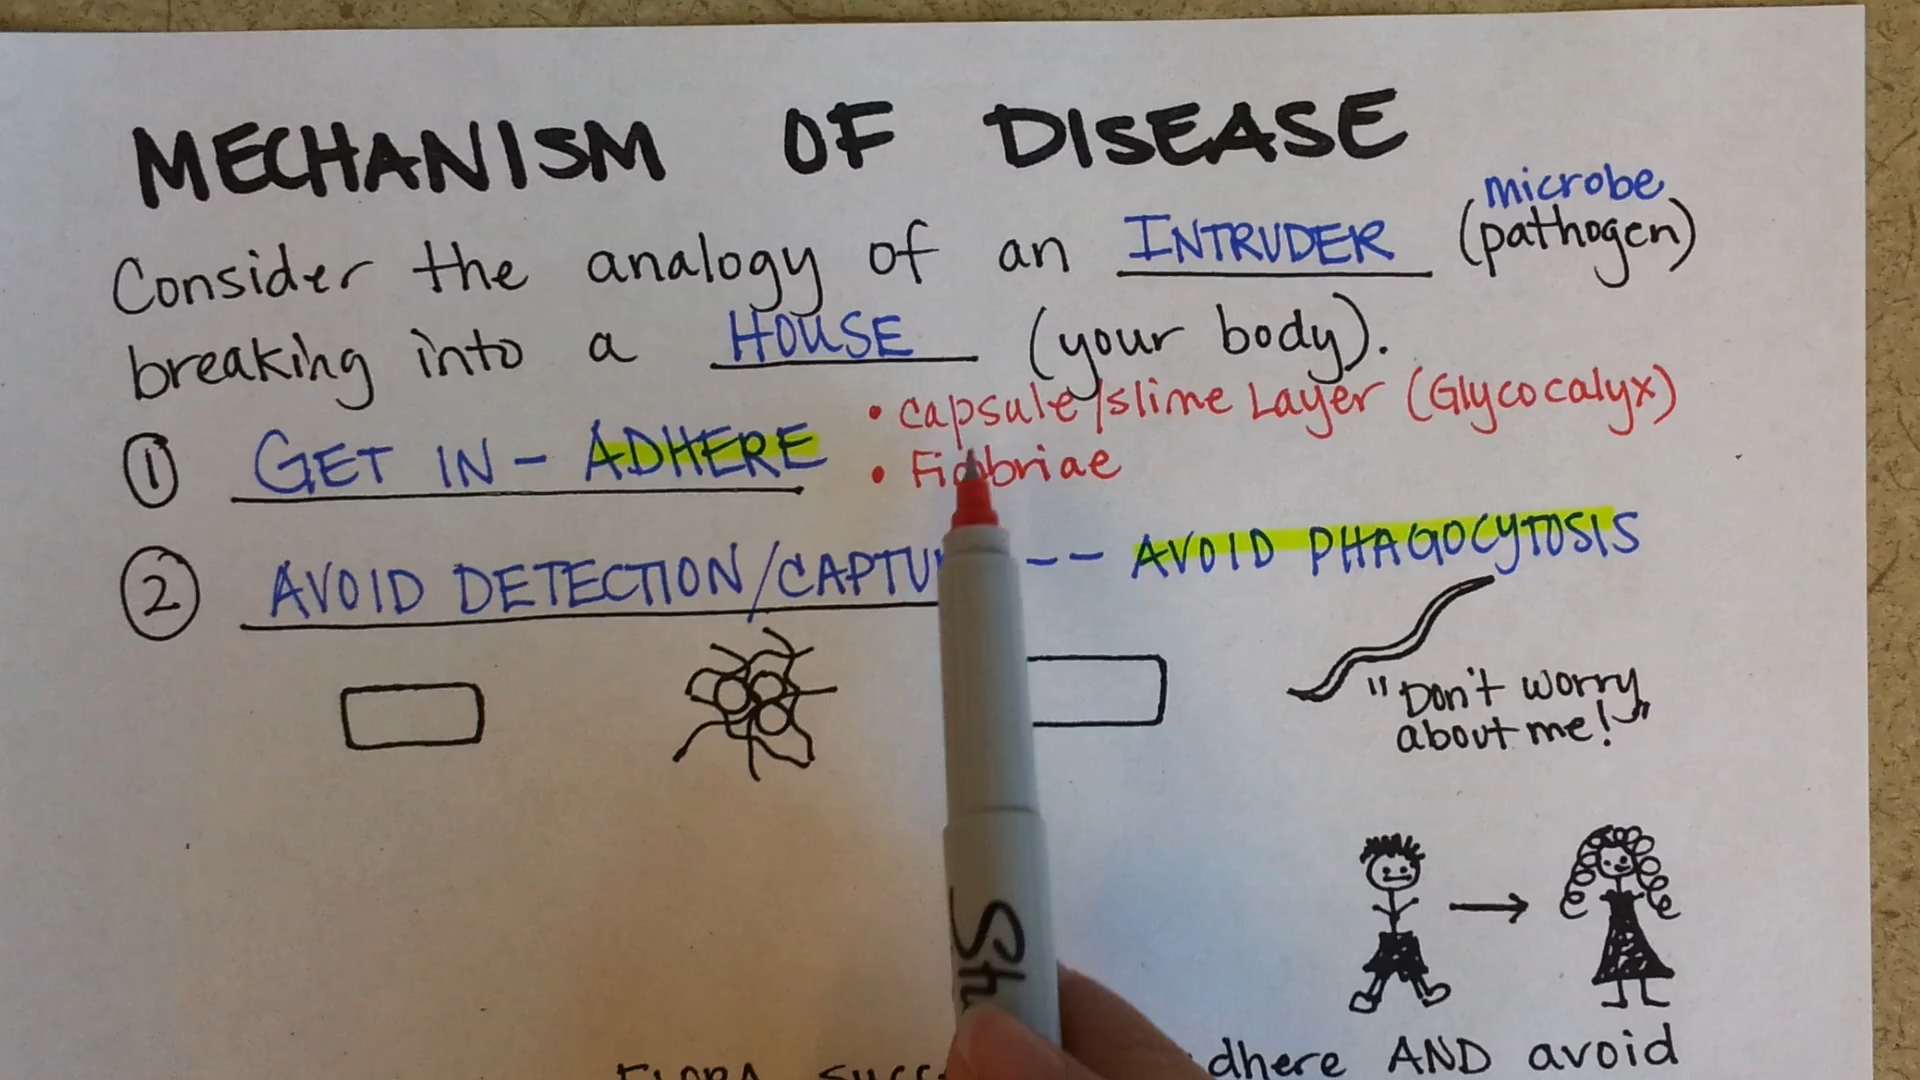 MECHANISM OF DISEASE
microbe
Consider the analogy of an INTRUDER (pathogen)
breaking into a HOUSE (your body).
• capsule/slime Layer (Glycocalyx)
① GET IN - ADHERE
• Fimbriae
② AVOID DETECTION/CAPTU -- AVOID PHAGOCYTOSIS
"Don't worry
about me!"
Sh
dhere AND avoid